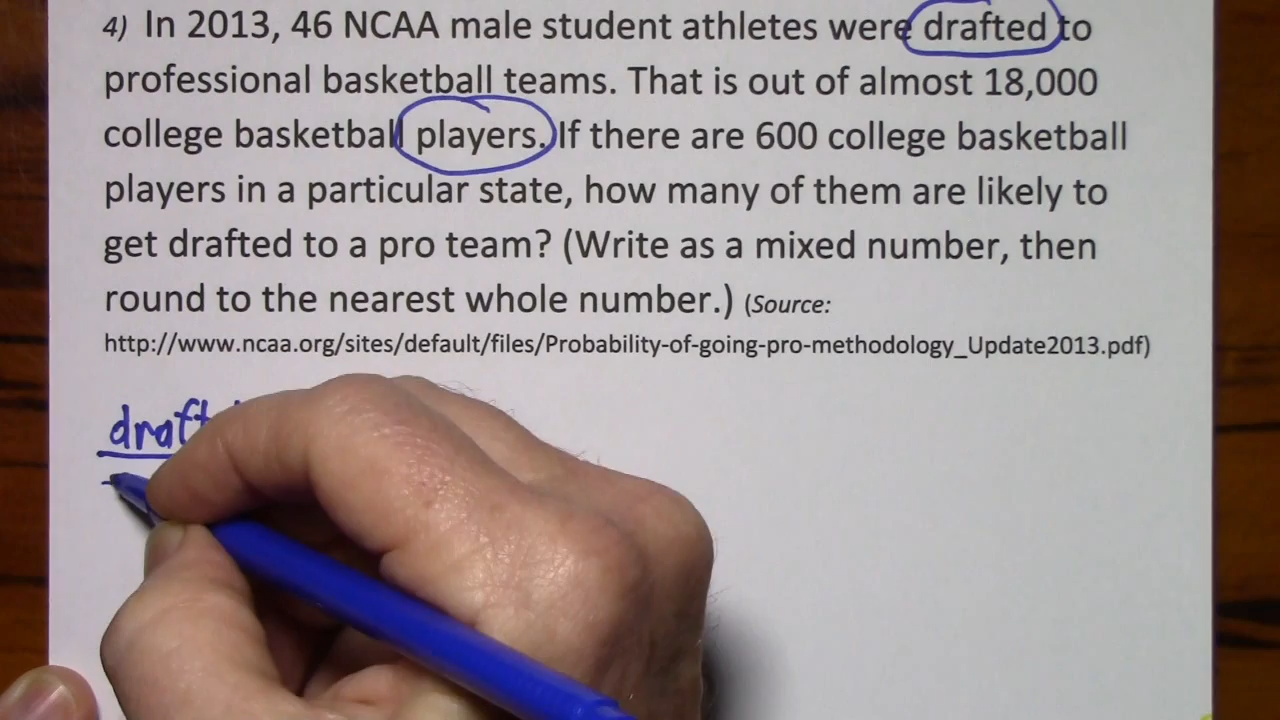 4) In 2013, 46 NCAA male student athletes were drafted to
professional basketball teams. That is out of almost 18,000
college basketball players. If there are 600 college basketball
players in a particular state, how many of them are likely to
get drafted to a pro team? (Write as a mixed number, then
round to the nearest whole number.) (Source:
http://www.ncaa.org/sites/default/files/Probability-of-going-pro-methodology_Update2013.pdf)